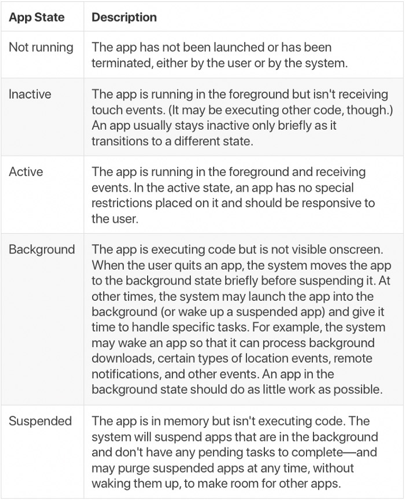 App State Description
Not running The app has not been launched or has been
terminated, either by the user or by the system.
Inactive The app is running in the foreground but isn't receiving
touch events. (It may be executing other code, though.)
An app usually stays inactive only briefly as it
transitions to a different state.
Active The app is running in the foreground and receiving
events. In the active state, an app has no special
restrictions placed on it and should be responsive to
the user.
Background The app is executing code but is not visible onscreen.
When the user quits an app, the system moves the app
to the background state briefly before suspending it. At
other times, the system may launch the app into the
background (or wake up a suspended app) and give it
time to handle specific tasks. For example, the system
may wake an app so that it can process background
downloads, certain types of location events, remote
notifications, and other events. An app in the
background state should do as little work as possible.
Suspended The app is in memory but isn't executing code. The
system will suspend apps that are in the background
and don't have any pending tasks to complete—and
may purge suspended apps at any time, without
waking them up, to make room for other apps.